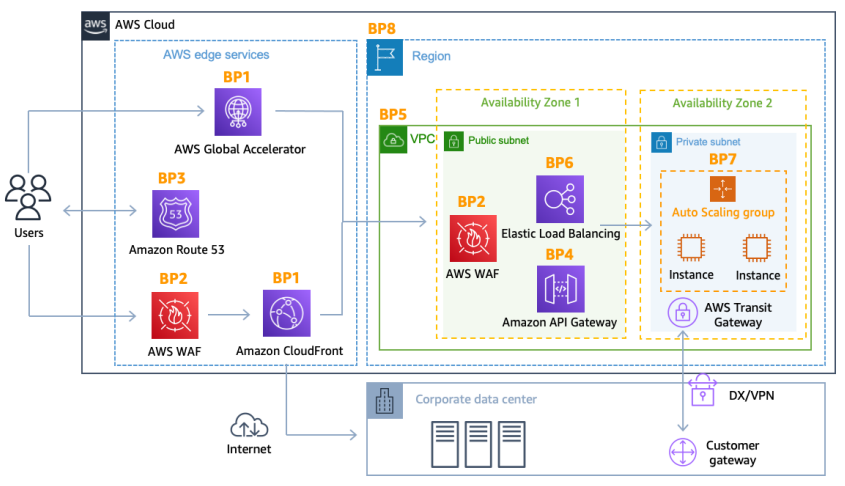 aws
AWS Cloud
AWS edge services
BP1
AWS Global Accelerator
BP3
53
Amazon Route 53
Users
BP2
AWS WAF
BP1
Amazon CloudFront
BP8
Region
Availability Zone 1
Availability Zone 2
BP5
VPC
Public subnet
BP6
Elastic Load Balancing
BP2
AWS WAF
BP4
</>
Amazon API Gateway
Private subnet
BP7
Auto Scaling group
Instance
Instance
AWS Transit
Gateway
DX/VPN
Internet
Corporate data center
Customer
gateway